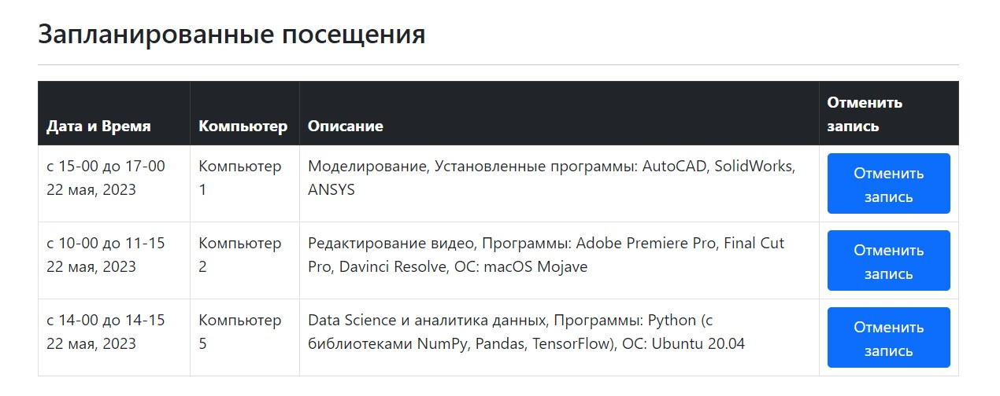 Запланированные посещения
Дата и Время
Компьютер
Описание
Отменить
запись
с 15-00 до 17-00
22 мая, 2023
Компьютер
1
Моделирование, Установленные программы: AutoCAD, SolidWorks,
ANSYS
Отменить
запись
с 10-00 до 11-15
22 мая, 2023
Компьютер
2
Редактирование видео, Программы: Adobe Premiere Pro, Final Cut
Pro, Davinci Resolve, ОС: macOS Mojave
Отменить
запись
с 14-00 до 14-15
22 мая, 2023
Компьютер
5
Data Science и аналитика данных, Программы: Python (с
библиотеками NumPy, Pandas, TensorFlow), ОС: Ubuntu 20.04
Отменить
запись